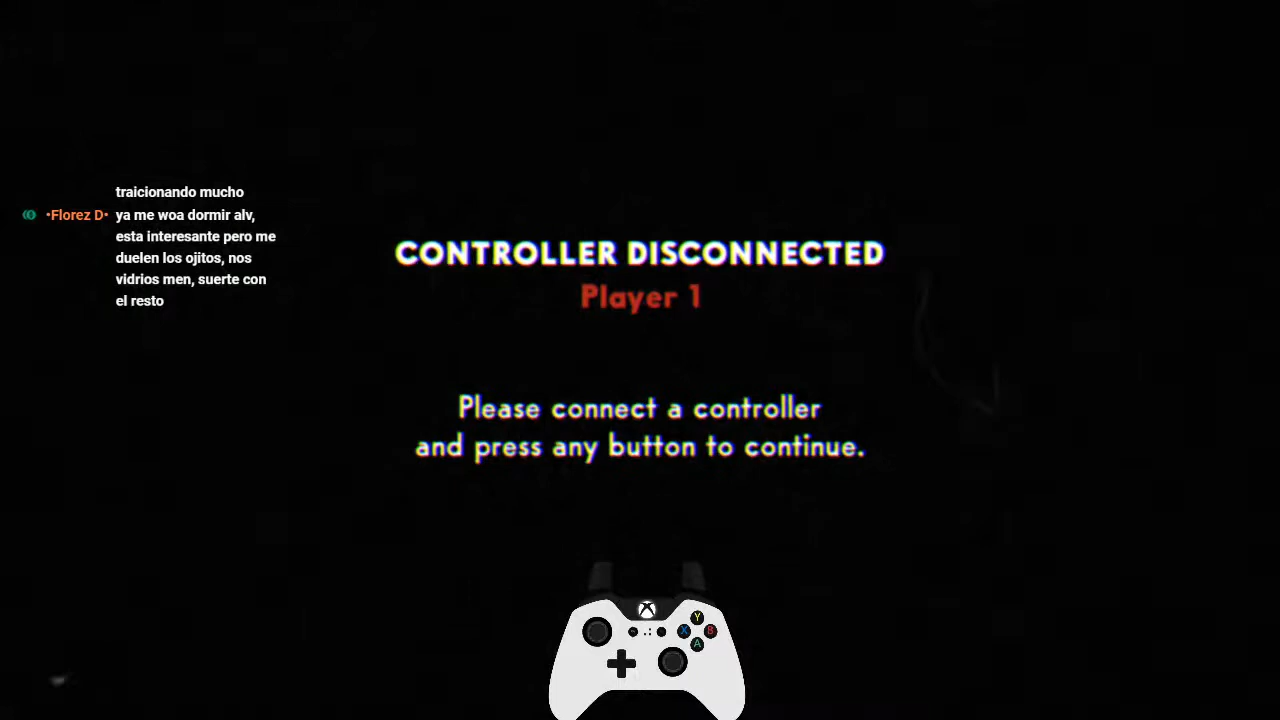 traicionando mucho
•Florez D• ya me woa dormir alv,
esta interesante pero me
duelen los ojitos, nos
vidrios men, suerte con
el resto
CONTROLLER DISCONNECTED
Player 1
Please connect a controller
and press any button to continue.
Y
X B
A